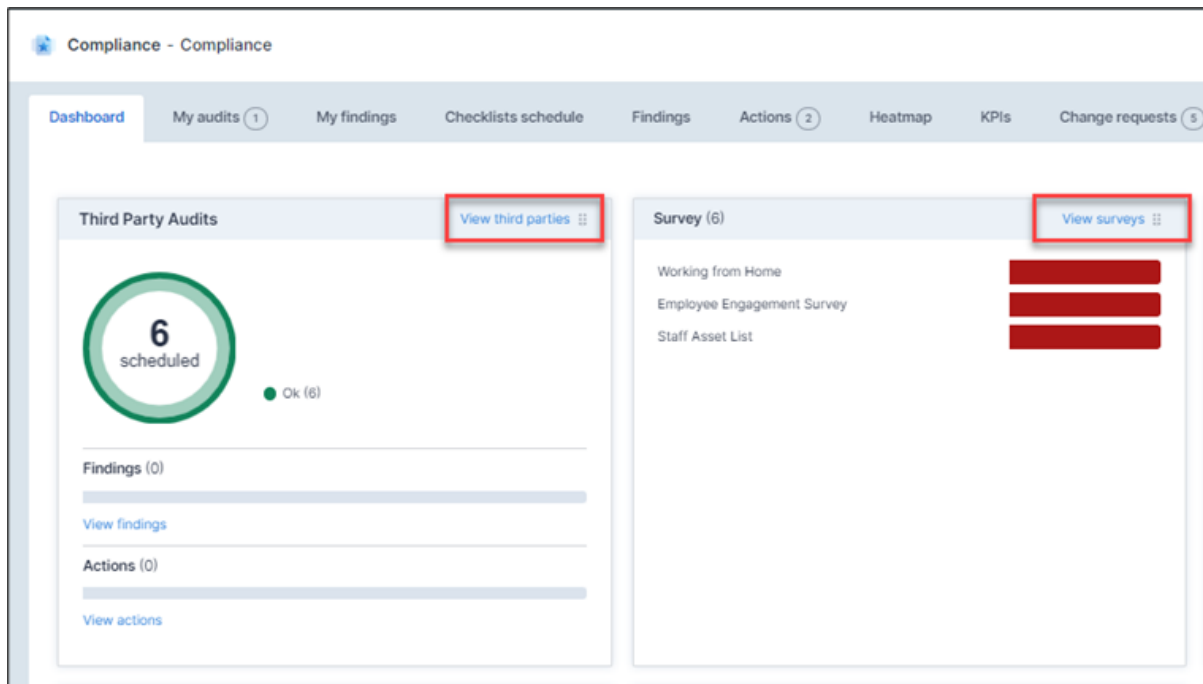 Compliance - Compliance
Dashboard My audits 1 My findings Checklists schedule Findings Actions 2 Heatmap KPIs Change requests 5
Third Party Audits View third parties
6
scheduled
Ok (6)
Findings (0)
View findings
Actions (0)
View actions
Survey (6) View surveys
Working from Home
Employee Engagement Survey
Staff Asset List